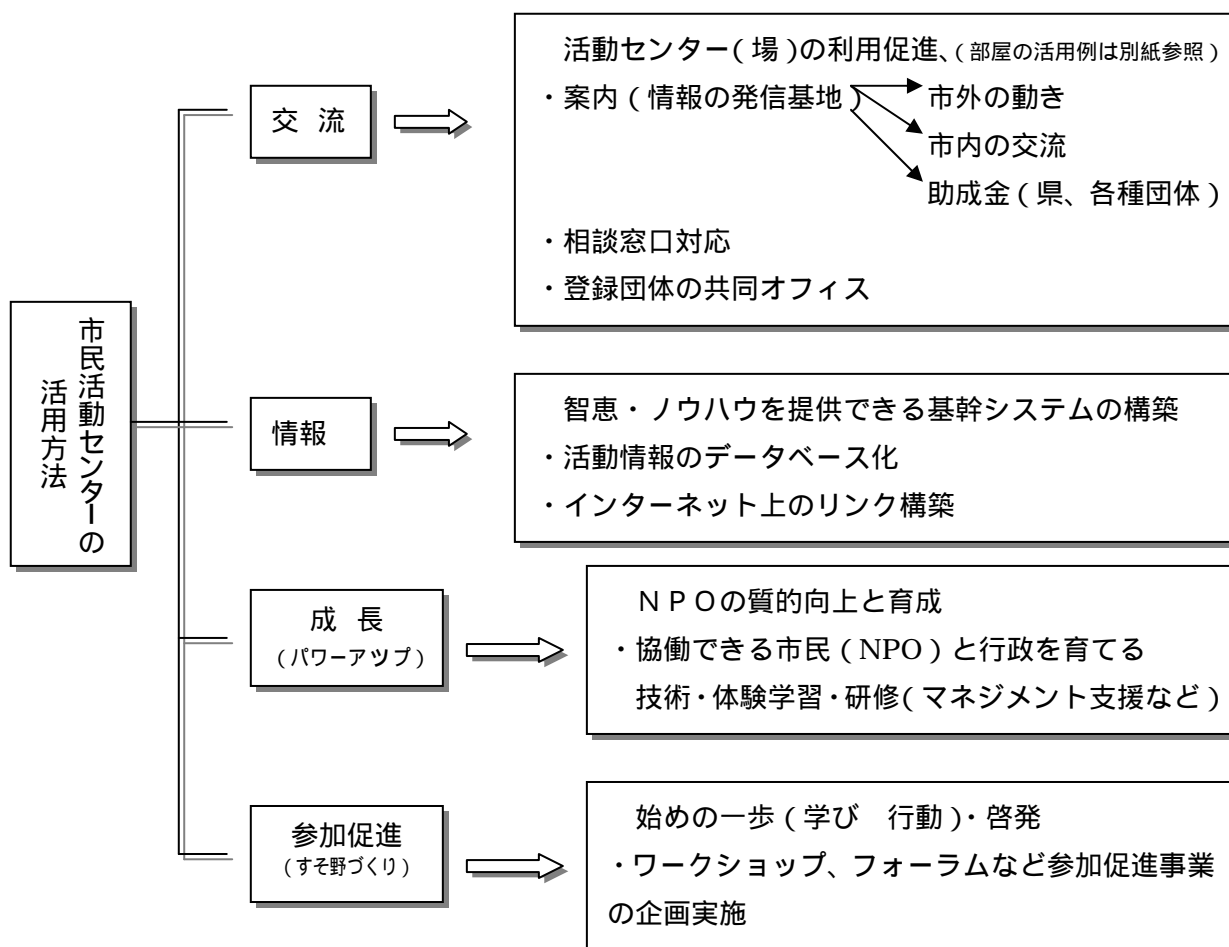 市民活動センターの
活用方法
交 流
活動センター(場)の利用促進、(部屋の活用例は別紙参照)
・案内(情報の発信基地)
市外の動き
市内の交流
助成金(県、各種団体)
・相談窓口対応
・登録団体の共同オフィス
情報
智恵・ノウハウを提供できる基幹システムの構築
・活動情報のデータベース化
・インターネット上のリンク構築
成 長
(パワーアツプ)
NPOの質的向上と育成
・協働できる市民(NPO)と行政を育てる
技術・体験学習・研修(マネジメント支援など)
参加促進
(すそ野づくり)
始めの一歩(学び 行動)・啓発
・ワークショップ、フォーラムなど参加促進事業
の企画実施